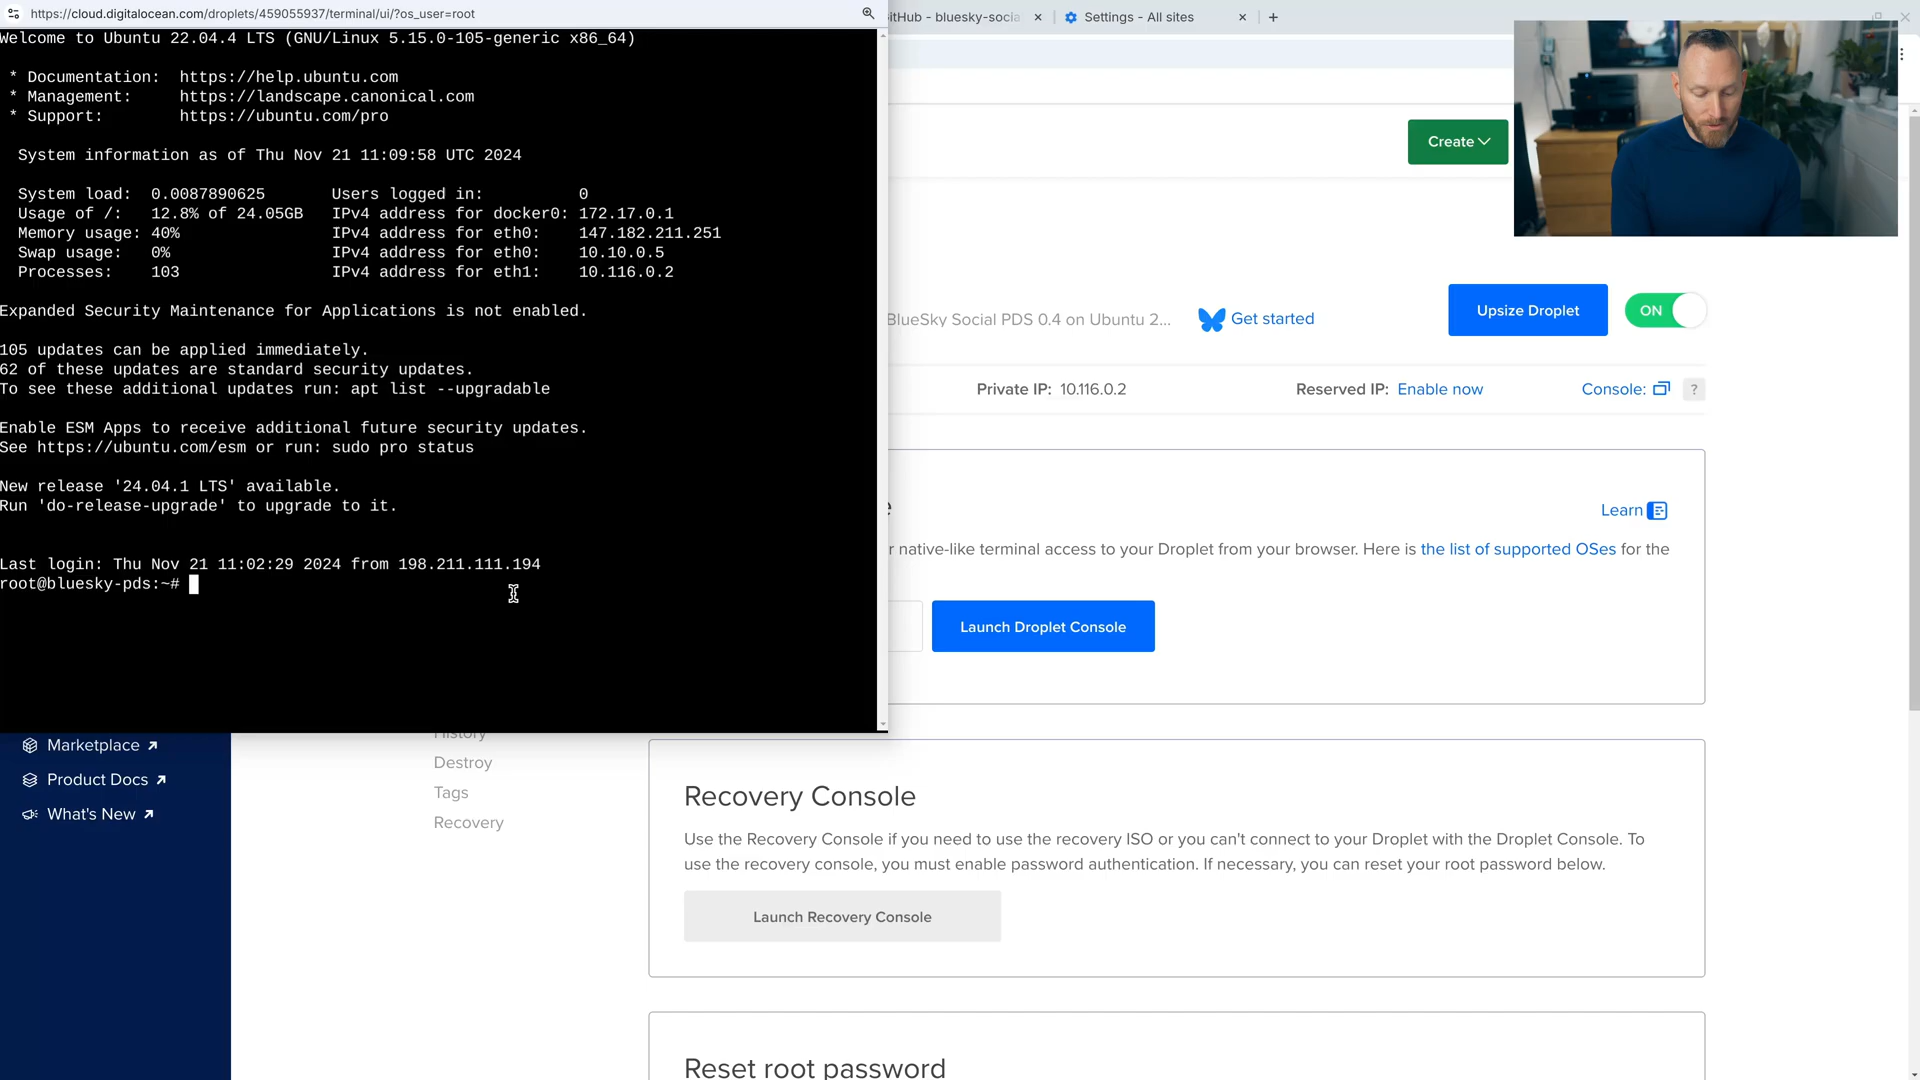 https://cloud.digitalocean.com/droplets/459055937/terminal/ui/?os_user=root
itHub - bluesky-socia
Settings - All sites
Welcome to Ubuntu 22.04.4 LTS (GNU/Linux 5.15.0-105-generic x86_64)
* Documentation:  https://help.ubuntu.com
* Management:     https://landscape.canonical.com
* Support:        https://ubuntu.com/pro
System information as of Thu Nov 21 11:09:58 UTC 2024
System load:  0.0087890625       Users logged in:          0
Usage of /:   12.8% of 24.05GB   IPv4 address for docker0: 172.17.0.1
Memory usage: 40%                IPv4 address for eth0:    147.182.211.251
Swap usage:   0%                 IPv4 address for eth0:    10.10.0.5
Processes:    103                IPv4 address for eth1:    10.116.0.2
Expanded Security Maintenance for Applications is not enabled.
105 updates can be applied immediately.
62 of these updates are standard security updates.
To see these additional updates run: apt list --upgradable
Enable ESM Apps to receive additional future security updates.
See https://ubuntu.com/esm or run: sudo pro status
New release '24.04.1 LTS' available.
Run 'do-release-upgrade' to upgrade to it.
Last login: Thu Nov 21 11:02:29 2024 from 198.211.111.194
root@bluesky-pds:~#
Create
BlueSky Social PDS 0.4 on Ubuntu 2...
Get started
Upsize Droplet
ON
Private IP: 10.116.0.2
Reserved IP: Enable now
Console:
?
Learn
r native-like terminal access to your Droplet from your browser. Here is the list of supported OSes for the
Launch Droplet Console
Marketplace
Product Docs
What's New
History
Destroy
Tags
Recovery
Recovery Console
Use the Recovery Console if you need to use the recovery ISO or you can't connect to your Droplet with the Droplet Console. To
use the recovery console, you must enable password authentication. If necessary, you can reset your root password below.
Launch Recovery Console
Reset root password